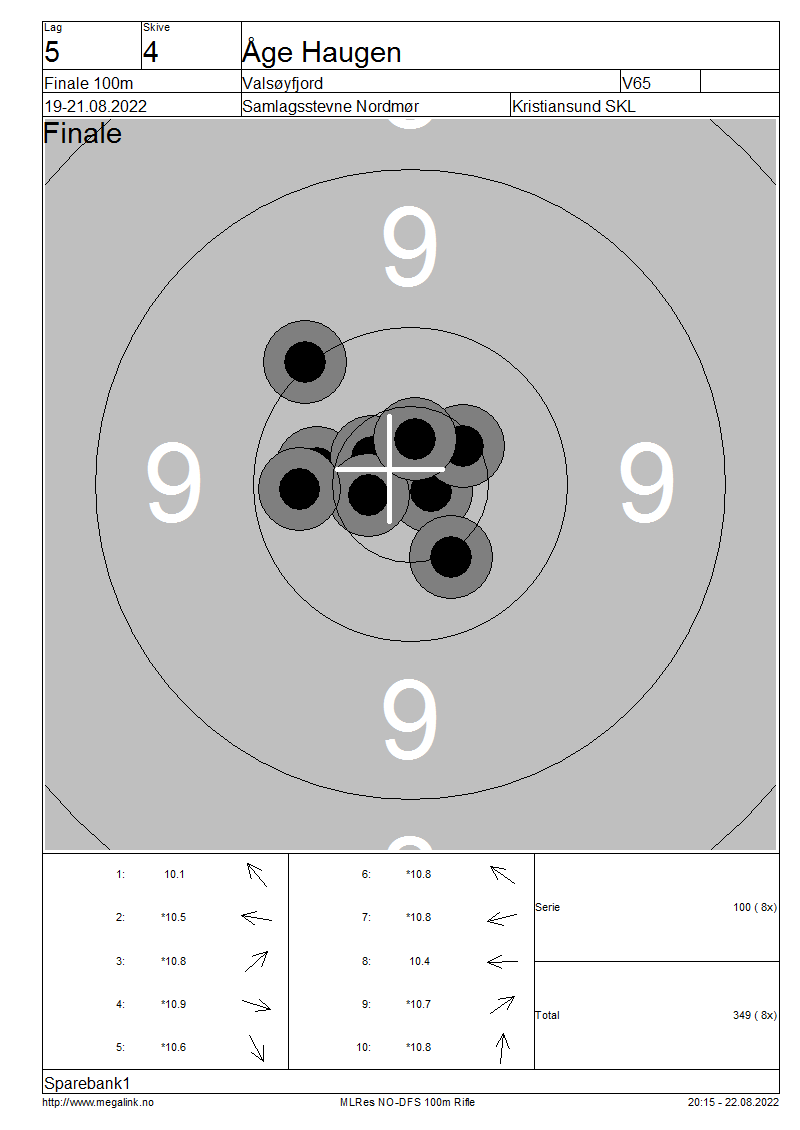 Lag Skive
5 4 Åge Haugen
Finale 100m Valsøyfjord V65
19-21.08.2022 Samlagsstevne Nordmør Kristiansund SKL
Finale
9
9 9
9
9
1: 10.1 6: *10.8
2: *10.5 7: *10.8
Serie 100 ( 8x)
3: *10.8 8: 10.4
4: *10.9 9: *10.7
Total 349 ( 8x)
5: *10.6 10: *10.8
Sparebank1
http://www.megalink.no MLRes NO-DFS 100m Rifle 20:15 - 22.08.2022